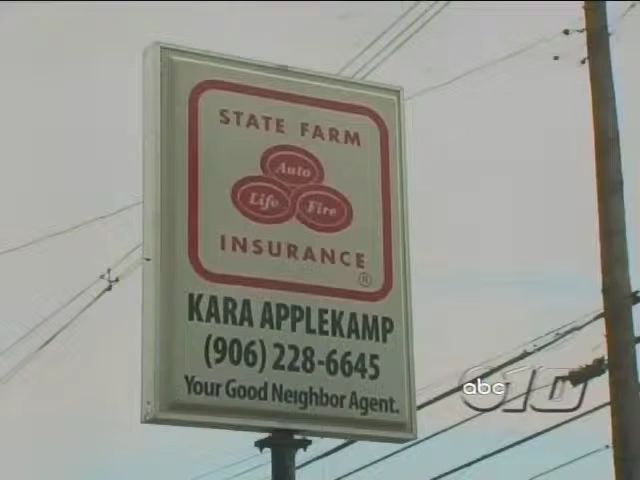 STATE FARM
Auto
Life Fire
INSURANCE
®
KARA APPLEKAMP
(906) 228-6645
Your Good Neighbor Agent.
abc 10